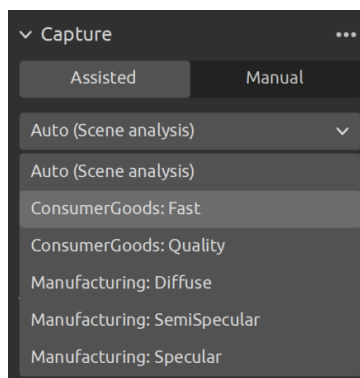 Capture
Assisted
Manual
Auto (Scene analysis)
Auto (Scene analysis)
ConsumerGoods: Fast
ConsumerGoods: Quality
Manufacturing: Diffuse
Manufacturing: SemiSpecular
Manufacturing: Specular